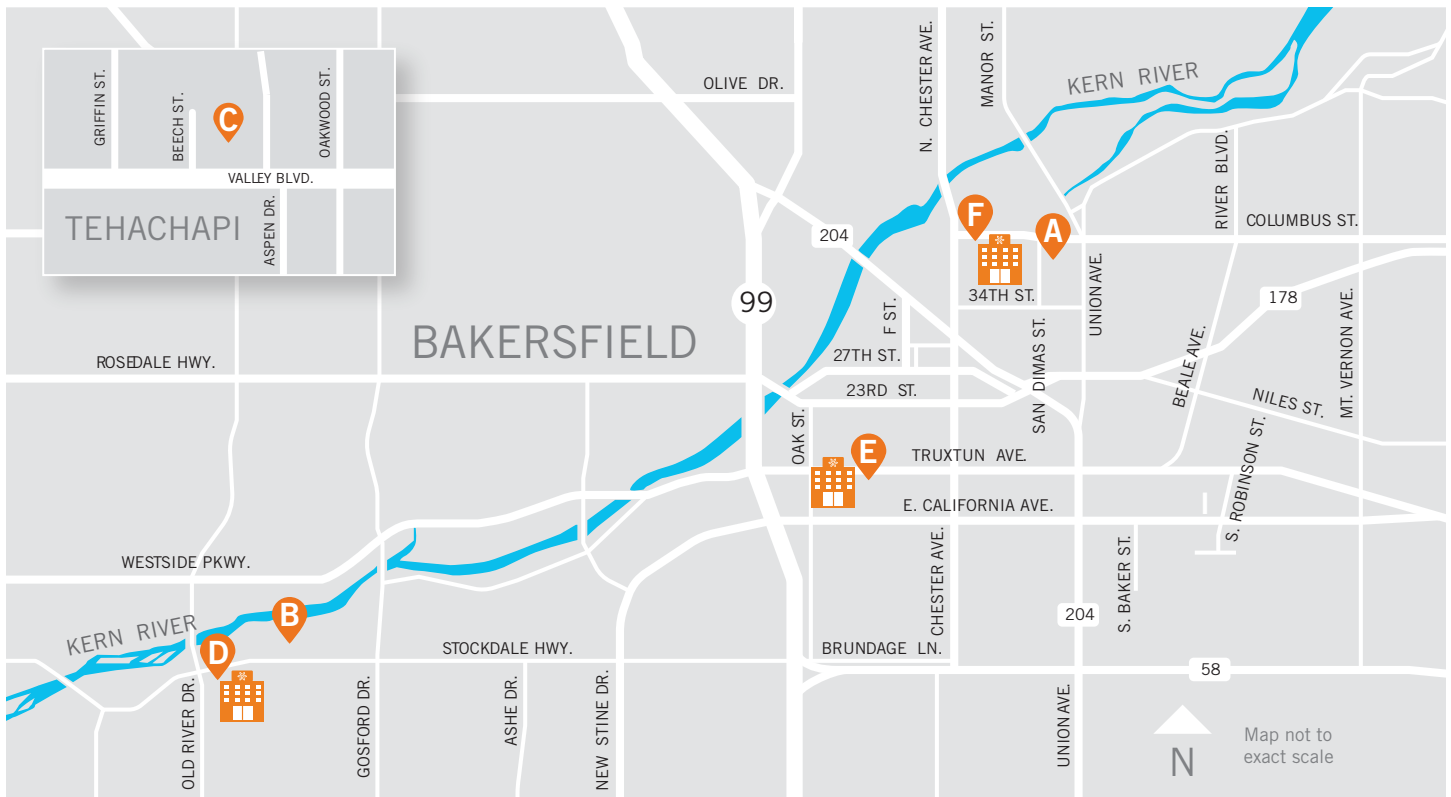 GRIFFIN ST.
BEECH ST.
C
OAKWOOD ST.
VALLEY BLVD.
TEHACHAPI
ASPEN DR.
OLIVE DR.
N. CHESTER AVE.
MANOR ST.
KERN RIVER
RIVER BLVD.
COLUMBUS ST.
204
F
A
34TH ST.
UNION AVE.
178
99
BAKERSFIELD
F ST.
27TH ST.
23RD ST.
SAN DIMAS ST.
BEALE AVE.
MT. VERNON AVE.
NILES ST.
ROSEDALE HWY.
OAK ST.
E
TRUXTUN AVE.
S. ROBINSON ST.
E. CALIFORNIA AVE.
WESTSIDE PKWY.
CHESTER AVE.
S. BAKER ST.
204
KERN RIVER
B
D
STOCKDALE HWY.
BRUNDAGE LN.
58
OLD RIVER DR.
GOSFORD DR.
ASHE DR.
NEW STINE DR.
UNION AVE.
N
Map not to
exact scale